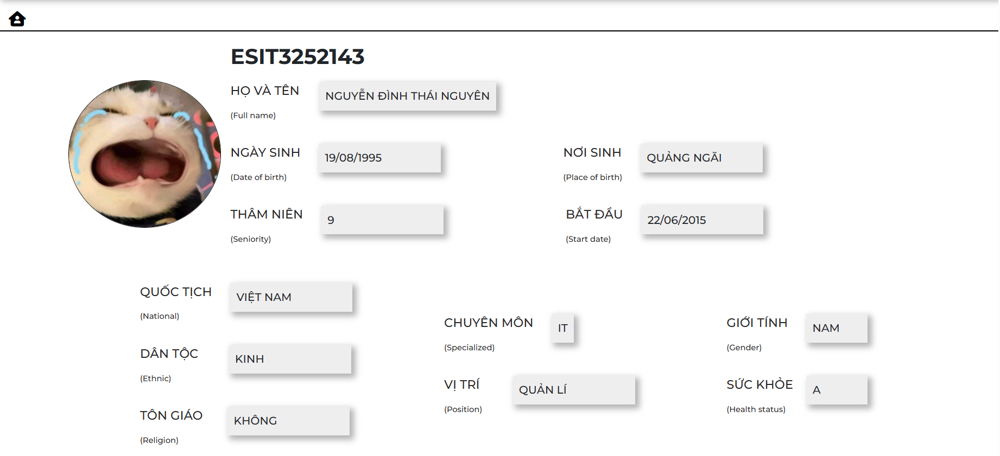 ESIT3252143
HỌ VÀ TÊN
(Full name)
NGUYỄN ĐÌNH THÁI NGUYÊN
NGÀY SINH
(Date of birth)
19/08/1995
NƠI SINH
(Place of birth)
QUẢNG NGÃI
THÂM NIÊN
(Seniority)
9
BẮT ĐẦU
(Start date)
22/06/2015
QUỐC TỊCH
(National)
VIỆT NAM
DÂN TỘC
(Ethnic)
KINH
TÔN GIÁO
(Religion)
KHÔNG
CHUYÊN MÔN
(Specialized)
IT
VỊ TRÍ
(Position)
QUẢN LÍ
GIỚI TÍNH
(Gender)
NAM
SỨC KHỎE
(Health status)
A